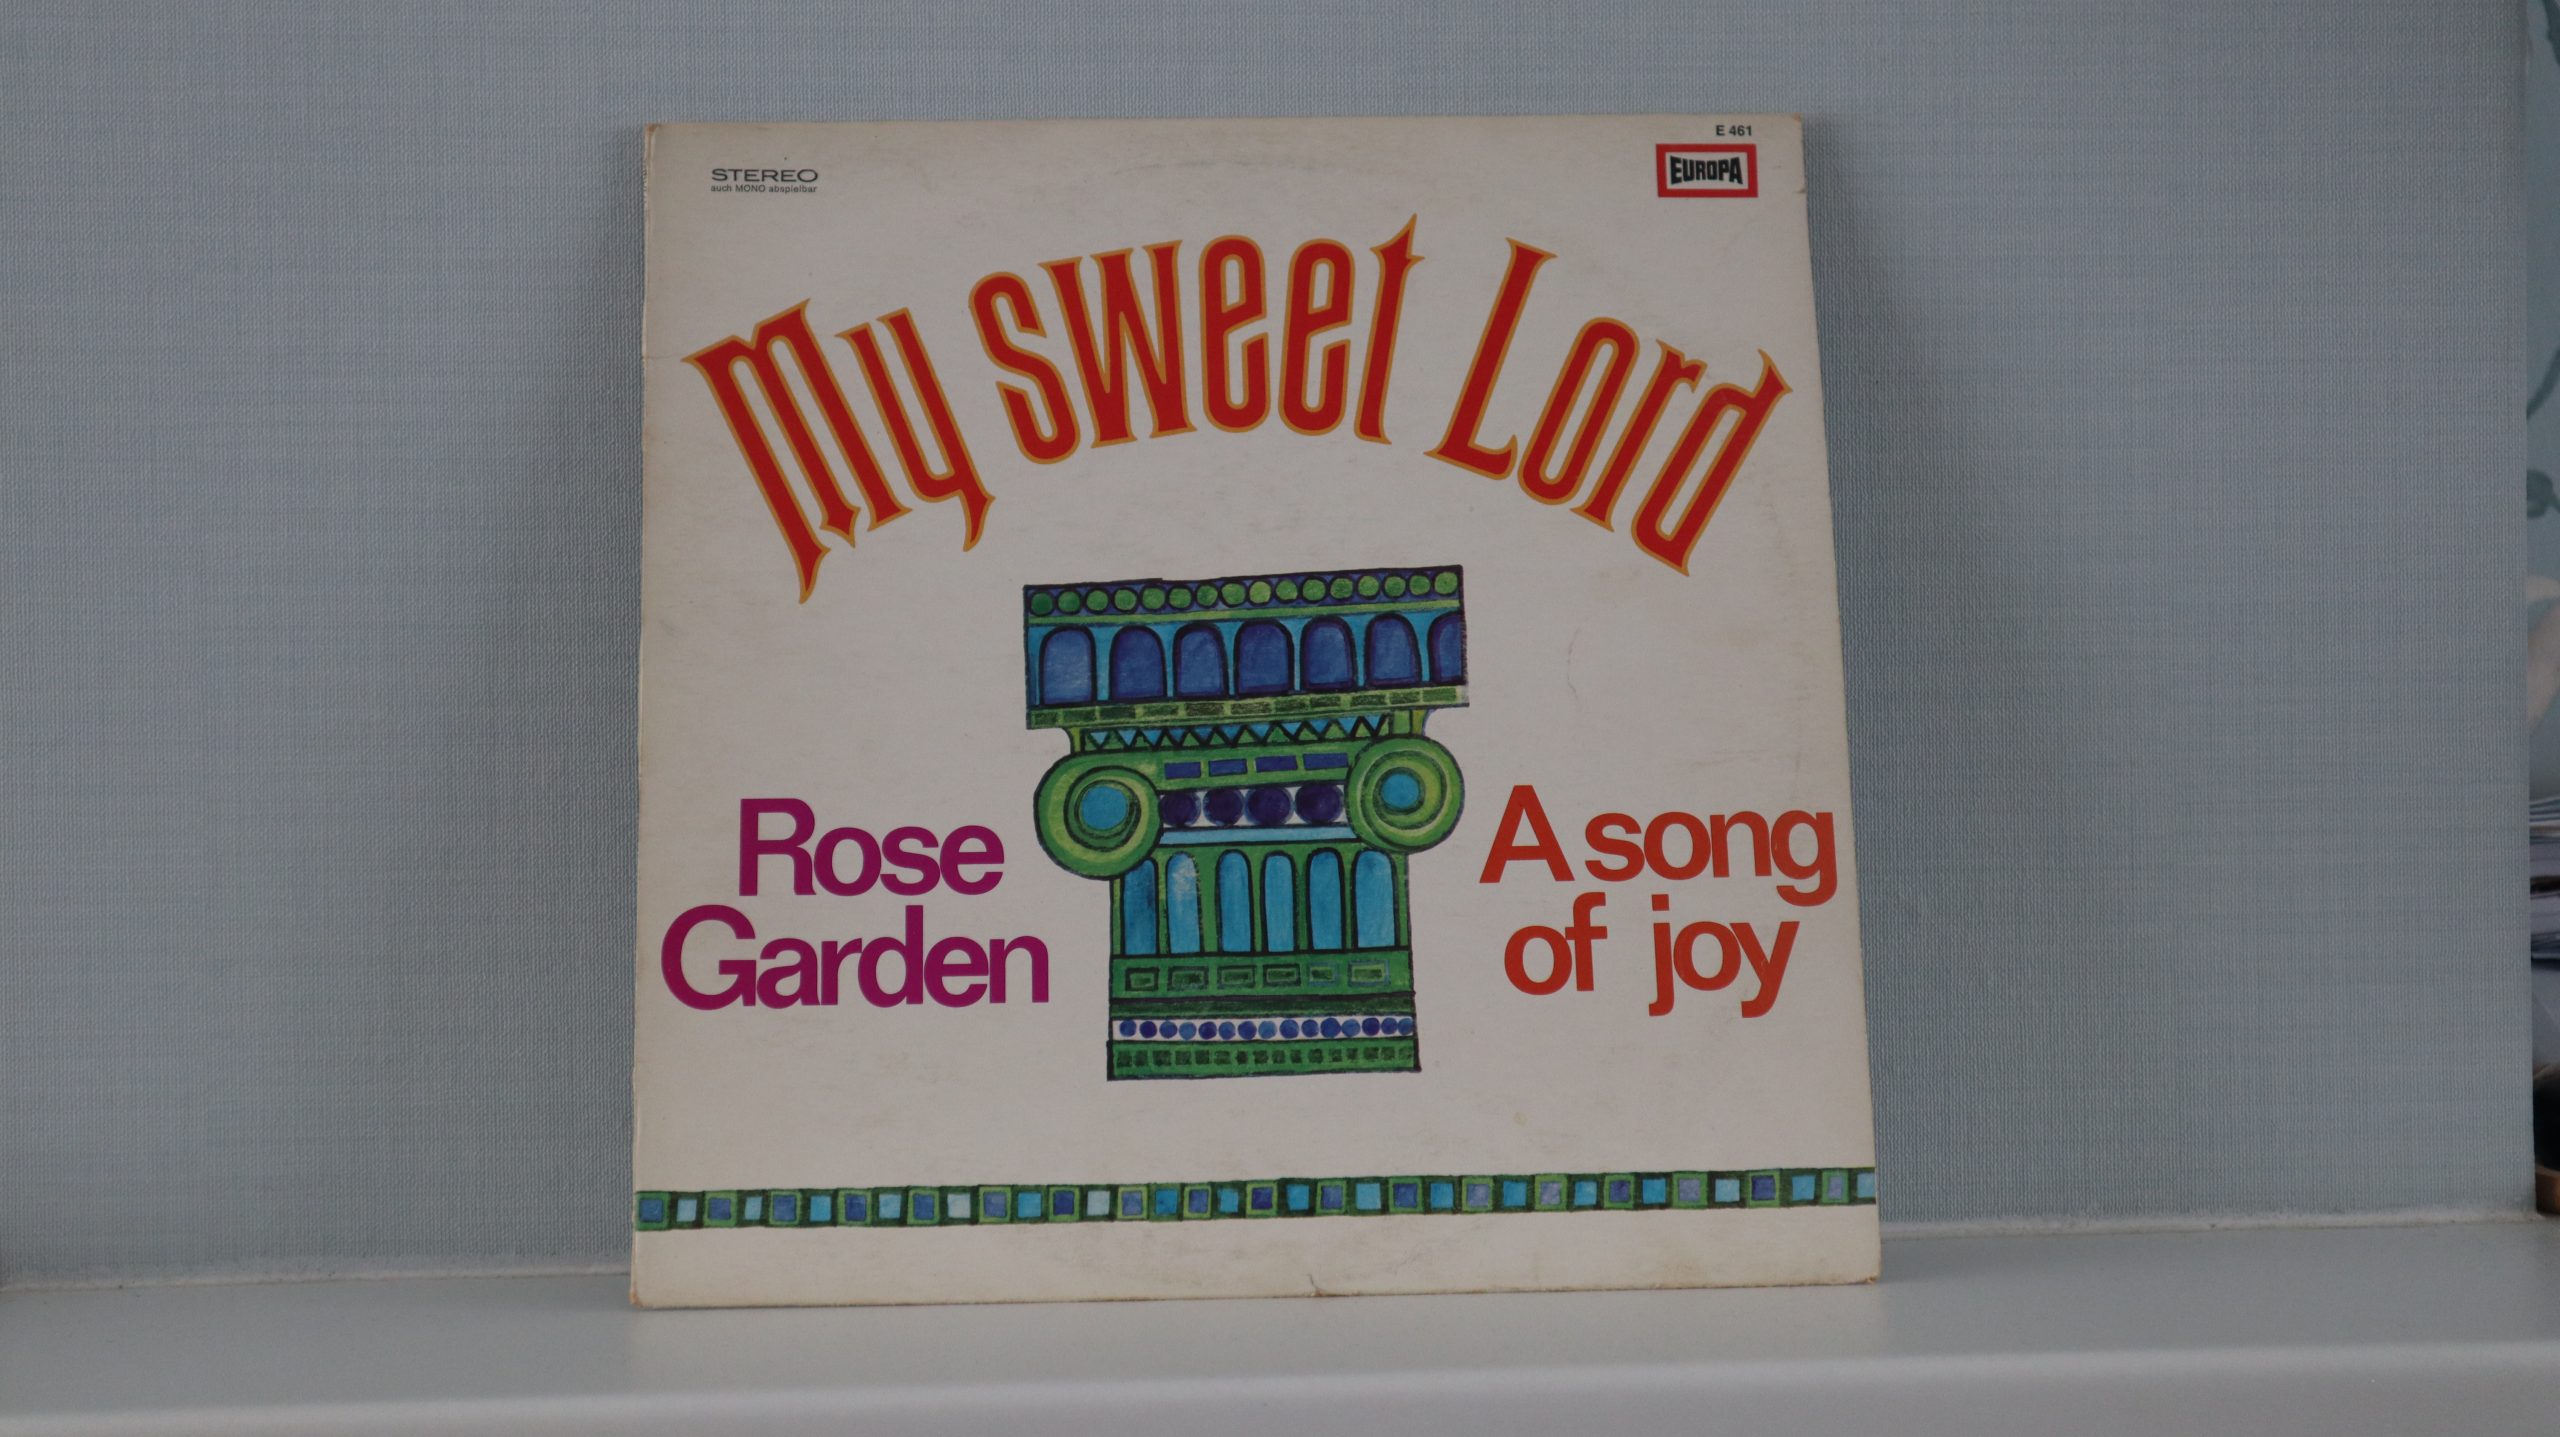 E 461
STEREO
auch MONO abspielbar
EUROPA
My sweet Lord
Rose
Garden
A song
of joy